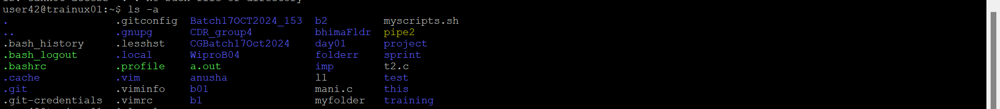 user42@trainux01:~$ ls -a
. .gitconfig Batch17OCT2024_153 b2 myscripts.sh
.. .gnupg CDR_group4 bhimaFldr pipe2
.bash_history .lesshst CGBatch17Oct2024 day01 project
.bash_logout .local WiproB04 folderr sprint
.bashrc .profile a.out imp t2.c
.cache .vim anusha l1 test
.git .viminfo b01 mani.c this
.git-credentials .vimrc b1 myfolder training